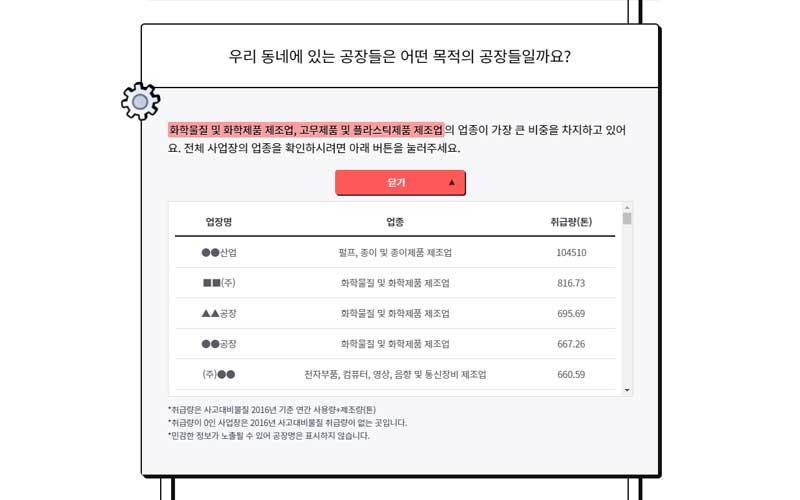 우리 동네에 있는 공장들은 어떤 목적의 공장들일까요?
화학물질 및 화학제품 제조업, 고무제품 및 플라스틱제품 제조업의 업종이 가장 큰 비중을 차지하고 있어
요. 전체 사업장의 업종을 확인하시려면 아래 버튼을 눌러주세요.
닫기 ▲
업장명 업종 취급량(톤)
●●산업 펄프, 종이 및 종이제품 제조업 104510
■■(주) 화학물질 및 화학제품 제조업 816.73
▲▲공장 화학물질 및 화학제품 제조업 695.69
●●공장 화학물질 및 화학제품 제조업 667.26
(주)●● 전자부품, 컴퓨터, 영상, 음향 및 통신장비 제조업 660.59
*취급량은 사고대비물질 2016년 기준 연간 사용량+제조량(톤)
*취급량이 0인 사업장은 2016년 사고대비물질 취급량이 없는 곳입니다.
*민감한 정보가 노출될 수 있어 공장명은 표시하지 않습니다.